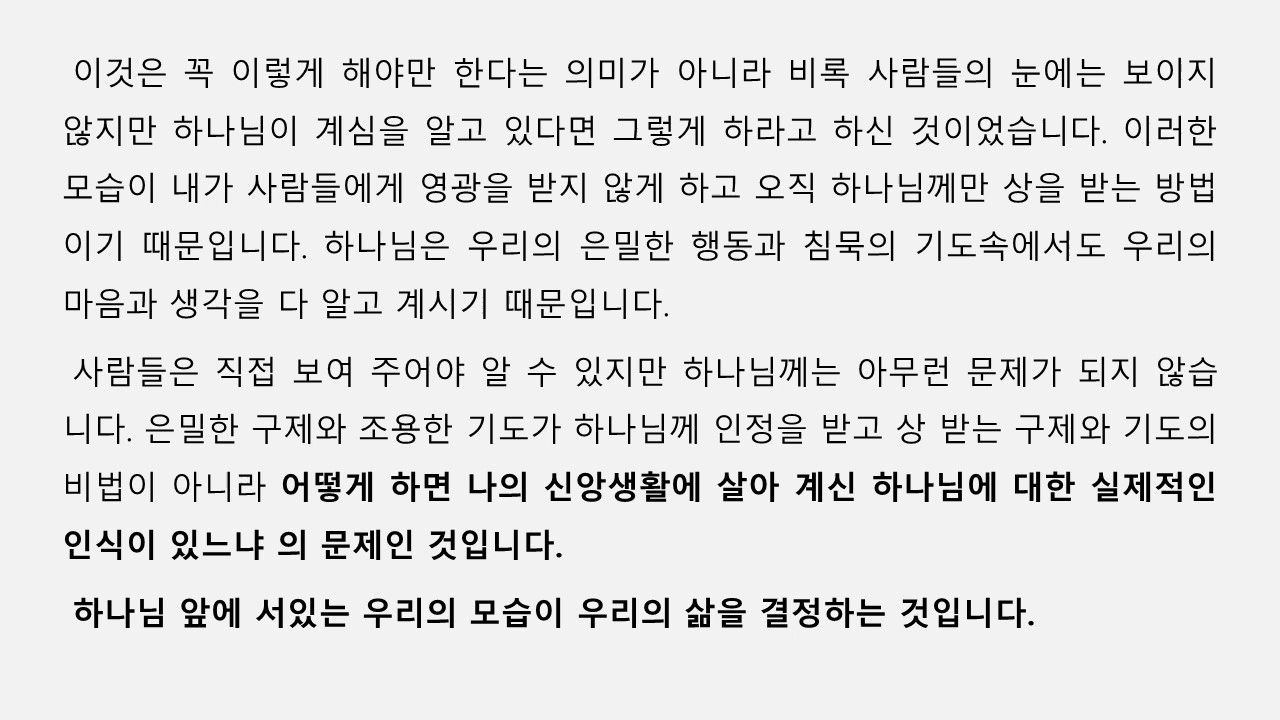 이것은 꼭 이렇게 해야만 한다는 의미가 아니라 비록 사람들의 눈에는 보이지
않지만 하나님이 계심을 알고 있다면 그렇게 하라고 하신 것이었습니다. 이러한
모습이 내가 사람들에게 영광을 받지 않게 하고 오직 하나님께만 상을 받는 방법
이기 때문입니다. 하나님은 우리의 은밀한 행동과 침묵의 기도속에서도 우리의
마음과 생각을 다 알고 계시기 때문입니다.
사람들은 직접 보여 주어야 알 수 있지만 하나님께는 아무런 문제가 되지 않습
니다. 은밀한 구제와 조용한 기도가 하나님께 인정을 받고 상 받는 구제와 기도의
비법이 아니라 어떻게 하면 나의 신앙생활에 살아 계신 하나님에 대한 실제적인
인식이 있느냐 의 문제인 것입니다.
하나님 앞에 서있는 우리의 모습이 우리의 삶을 결정하는 것입니다.